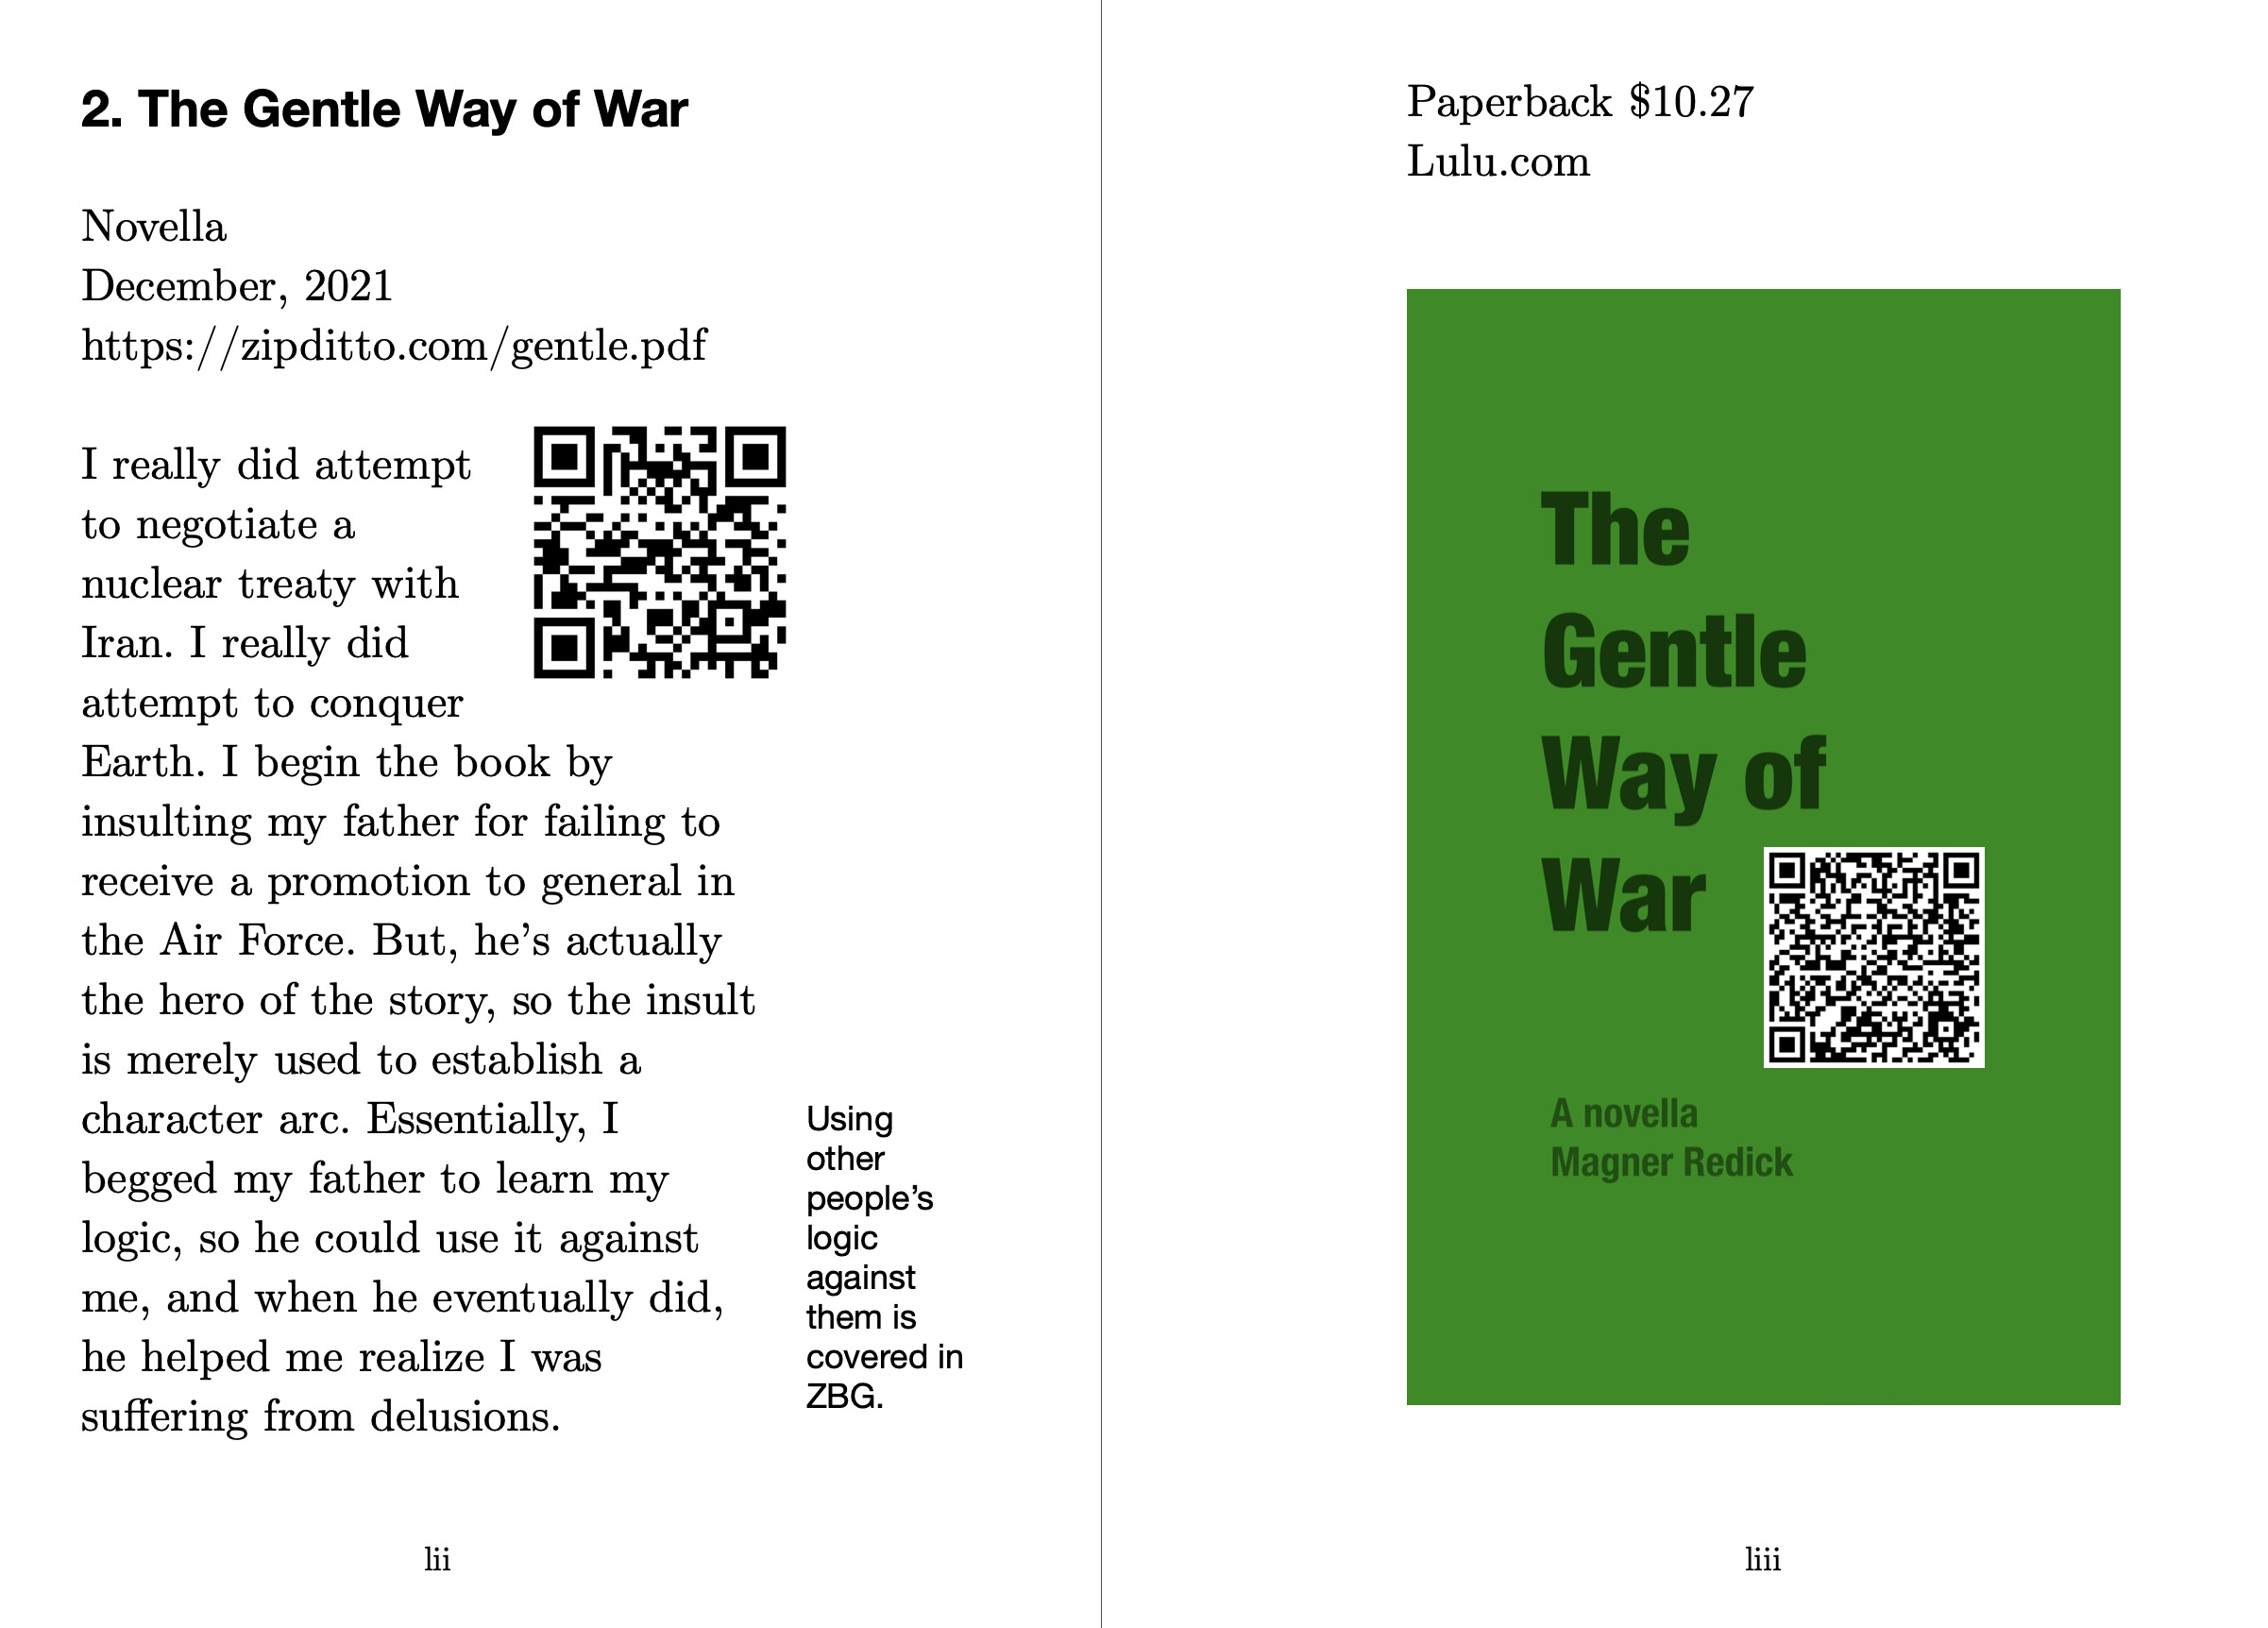 2. The Gentle Way of War
Novella
December, 2021
https://zipditto.com/gentle.pdf
I really did attempt
to negotiate a
nuclear treaty with
Iran. I really did
attempt to conquer
Earth. I begin the book by
insulting my father for failing to
receive a promotion to general in
the Air Force. But, he’s actually
the hero of the story, so the insult
is merely used to establish a
character arc. Essentially, I
begged my father to learn my
logic, so he could use it against
me, and when he eventually did,
he helped me realize I was
suffering from delusions.
Using
other
people’s
logic
against
them is
covered in
ZBG.
lii
Paperback $10.27
Lulu.com
The
Gentle
Way of
War
A novella
Magner Redick
liii